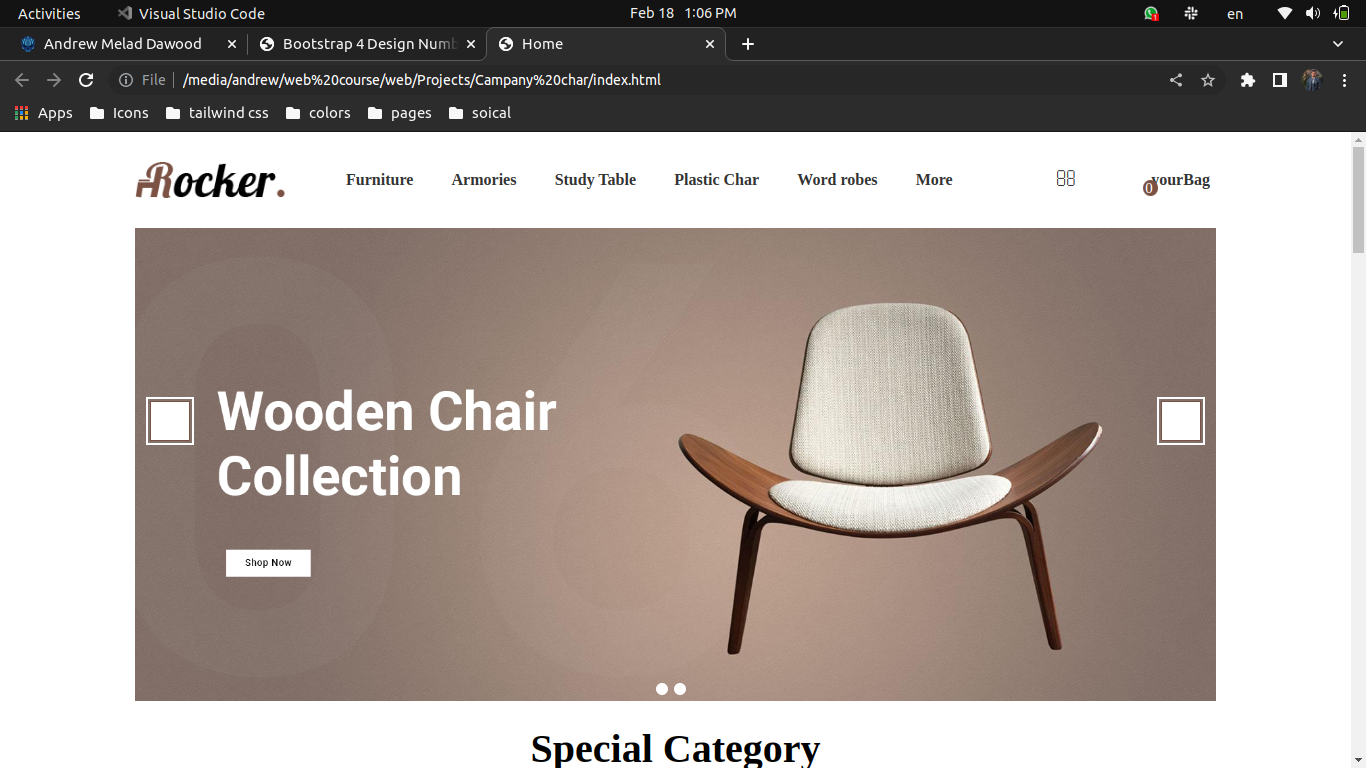 Activities Visual Studio Code Feb 18 1:06 PM en
Andrew Melad Dawood Bootstrap 4 Design Numb Home
File /media/andrew/web%20course/web/Projects/Campany%20char/index.html
Apps Icons tailwind css colors pages soical
Rocker. Furniture Armories Study Table Plastic Char Word robes More 0 yourBag
Wooden Chair
Collection
Shop Now
Special Category